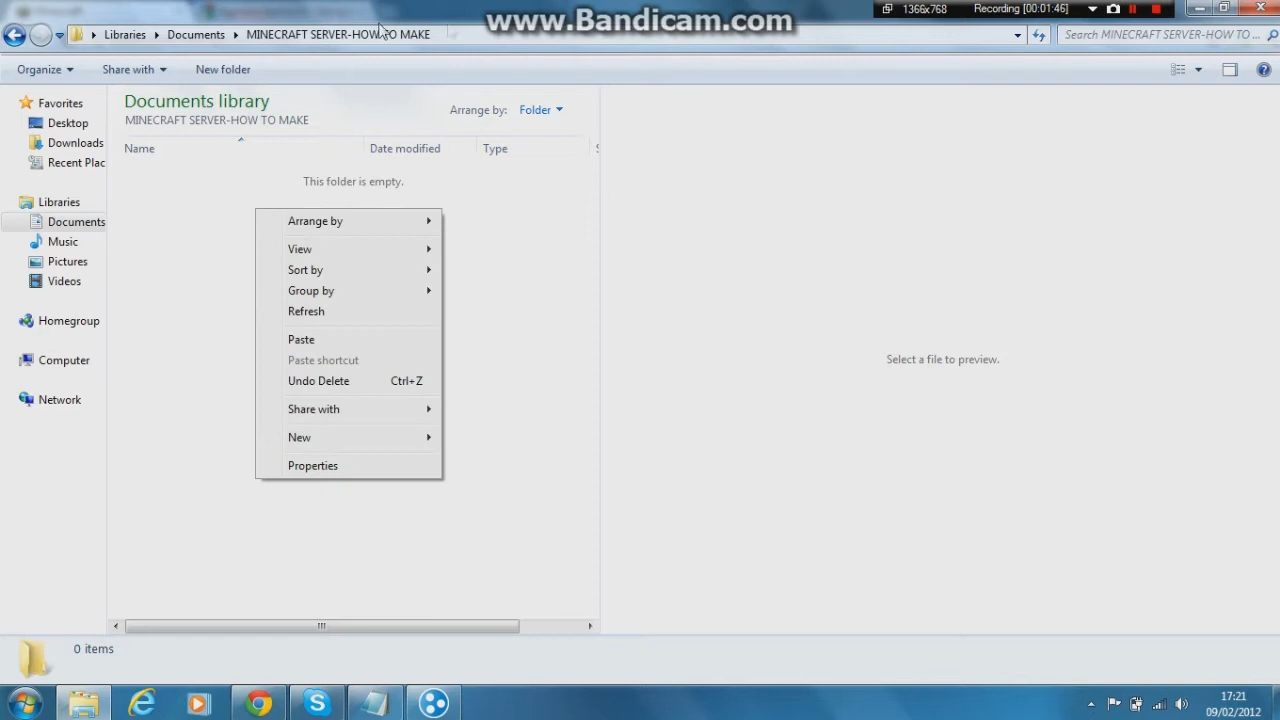 www.Bandicam.com
1366x768 Recording [00:01:46]
Libraries Documents MINECRAFT SERVER-HOW TO MAKE
Search MINECRAFT SERVER-HOW TO ...
Organize Share with New folder
Favorites
Desktop
Downloads
Recent Plac
Libraries
Documents
Music
Pictures
Videos
Homegroup
Computer
Network
Documents library
MINECRAFT SERVER-HOW TO MAKE
Arrange by: Folder
Name Date modified Type S
This folder is empty.
Arrange by
View
Sort by
Group by
Refresh
Paste
Paste shortcut
Undo Delete Ctrl+Z
Share with
New
Properties
Select a file to preview.
0 items
17:21
09/02/2012